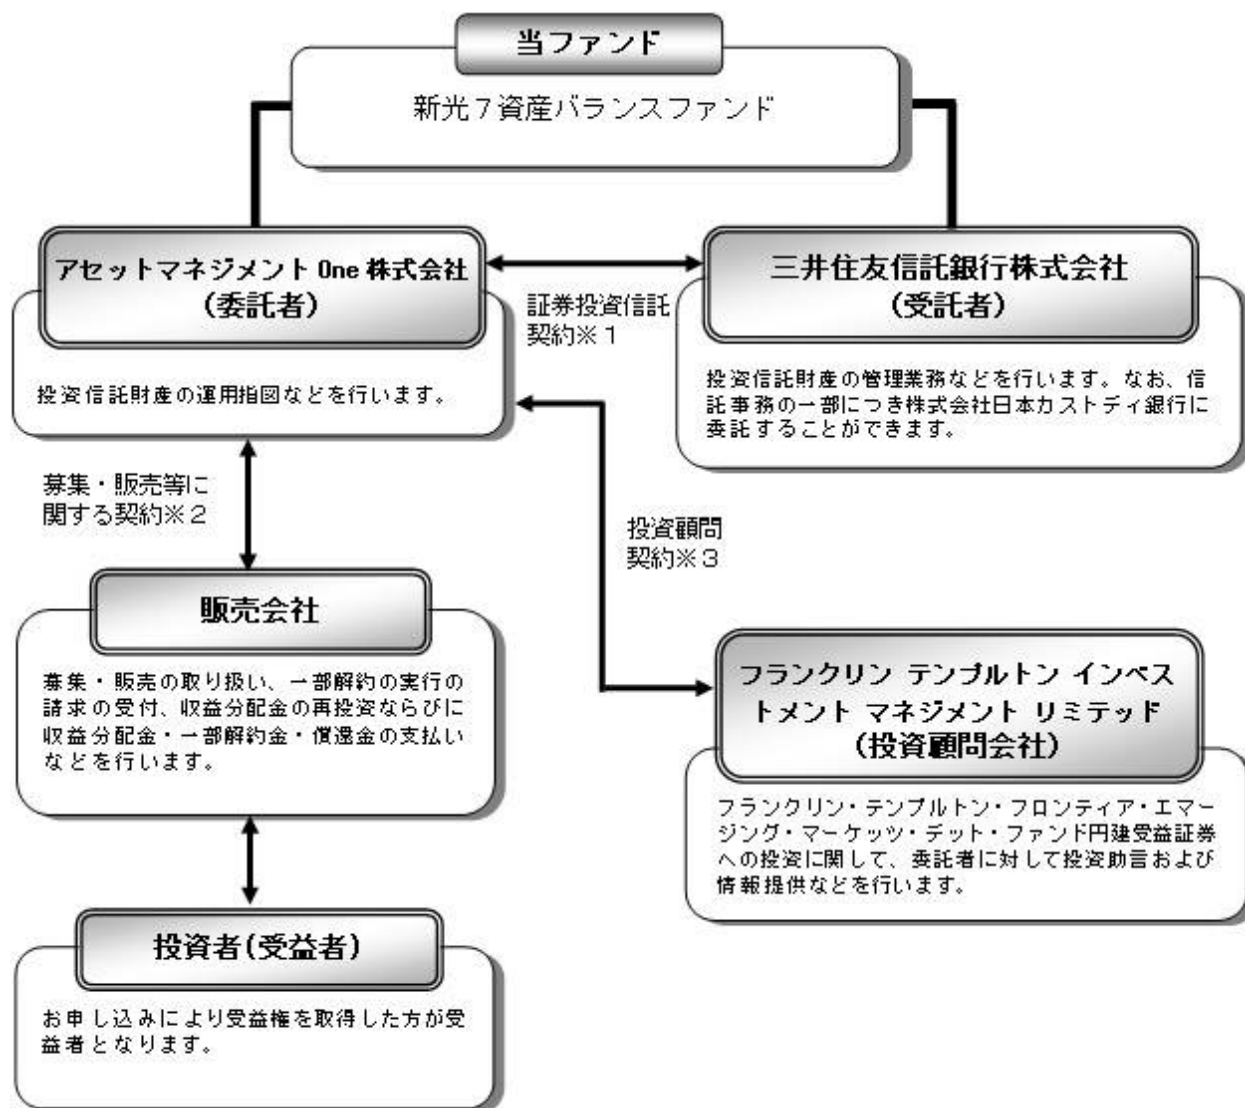 当ファンド
新光７資産バランスファンド
アセットマネジメント One 株式会社
(委託者)
投資信託財産の運用指図などを行います。
証券投資信託
契約※１
三井住友信託銀行株式会社
(受託者)
投資信託財産の管理業務などを行います。なお、信
託事務の一部につき株式会社日本カストディ銀行に
委託することができます。
募集・販売等に
関する契約※２
投資顧問
契約※３
販売会社
募集・販売の取り扱い、一部解約の実行の
請求の受付、収益分配金の再投資ならびに
収益分配金・一部解約金・償還金の支払い
などを行います。
フランクリン テンプルトン インベス
トメント マネジメント リミテッド
(投資顧問会社)
フランクリン・テンプルトン・フロンティア・エマー
ジング・マーケッツ・デット・ファンド円建受益証券
への投資に関して、委託者に対して投資助言および
情報提供などを行います。
投資者(受益者)
お申し込みにより受益権を取得した方が受
益者となります。